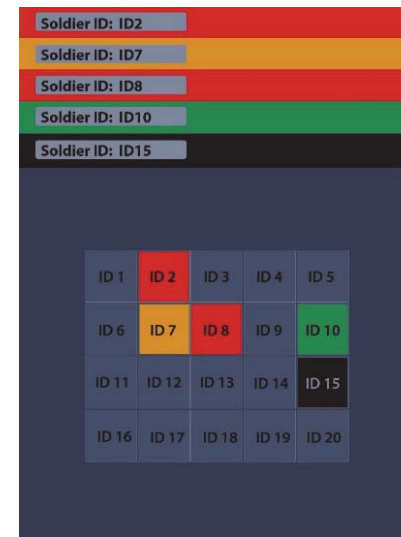 Soldier ID: ID2
Soldier ID: ID7
Soldier ID: ID8
Soldier ID: ID10
Soldier ID: ID15
ID 1 ID 2 ID 3 ID 4 ID 5
ID 6 ID 7 ID 8 ID 9 ID 10
ID 11 ID 12 ID 13 ID 14 ID 15
ID 16 ID 17 ID 18 ID 19 ID 20